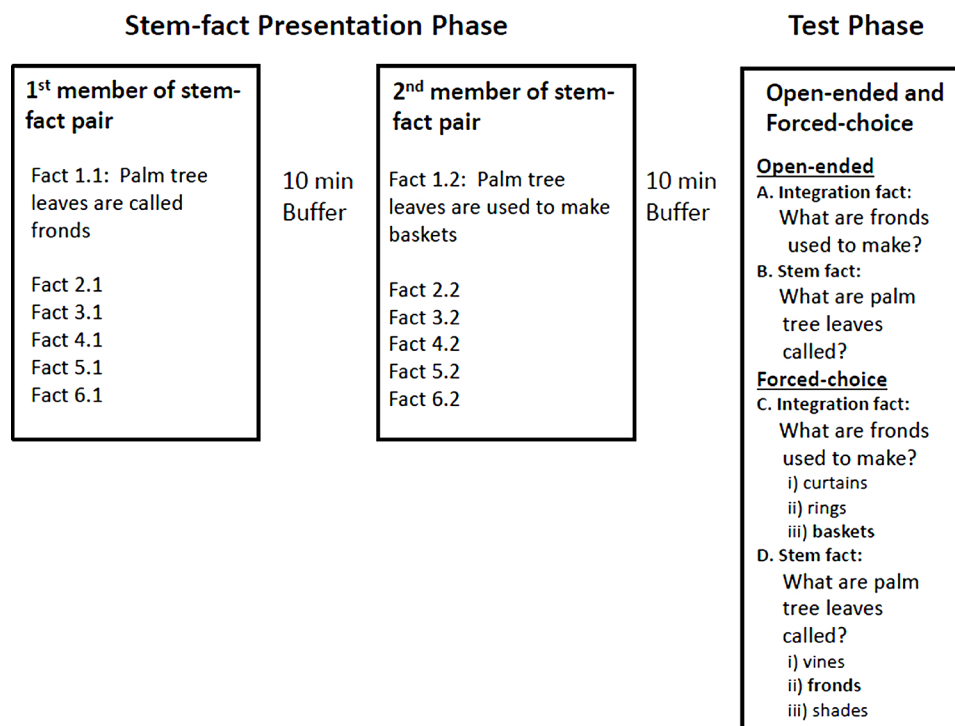 Stem-fact Presentation Phase
Test Phase
1st member of stem-
fact pair
Fact 1.1: Palm tree
leaves are called
fronds
Fact 2.1
Fact 3.1
Fact 4.1
Fact 5.1
Fact 6.1
10 min
Buffer
2nd member of stem-
fact pair
Fact 1.2: Palm tree
leaves are used to make
baskets
Fact 2.2
Fact 3.2
Fact 4.2
Fact 5.2
Fact 6.2
10 min
Buffer
Open-ended and
Forced-choice
Open-ended
A. Integration fact:
What are fronds
used to make?
B. Stem fact:
What are palm
tree leaves
called?
Forced-choice
C. Integration fact:
What are fronds
used to make?
i) curtains
ii) rings
iii) baskets
D. Stem fact:
What are palm
tree leaves
called?
i) vines
ii) fronds
iii) shades